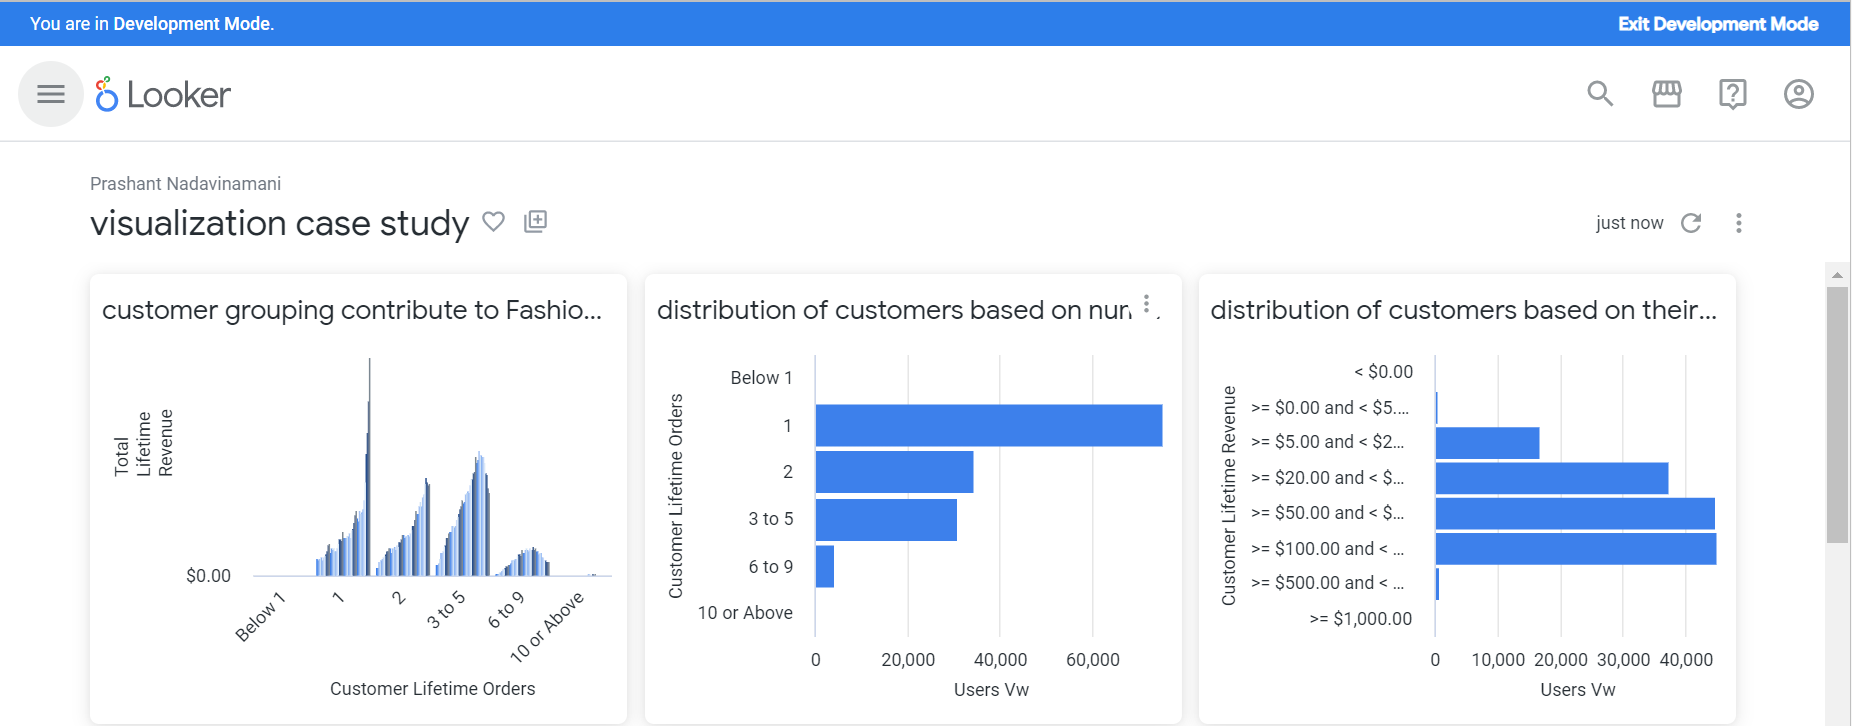 You are in Development Mode.
Exit Development Mode
Looker
Prashant Nadavinamani
visualization case study
just now
customer grouping contribute to Fashio...
Total
Lifetime
Revenue
$0.00
Below 1
1
2
3 to 5
6 to 9
10 or Above
Customer Lifetime Orders
distribution of customers based on
Customer Lifetime Orders
Below 1
1
2
3 to 5
6 to 9
10 or Above
0 20,000 40,000 60,000
Users Vw
distribution of customers based on their...
Customer Lifetime Revenue
< $0.00
>= $0.00 and < $5....
>= $5.00 and < $2...
>= $20.00 and < $...
>= $50.00 and < $...
>= $100.00 and < ...
>= $500.00 and < ...
>= $1,000.00
0 10,000 20,000 30,000 40,000
Users Vw